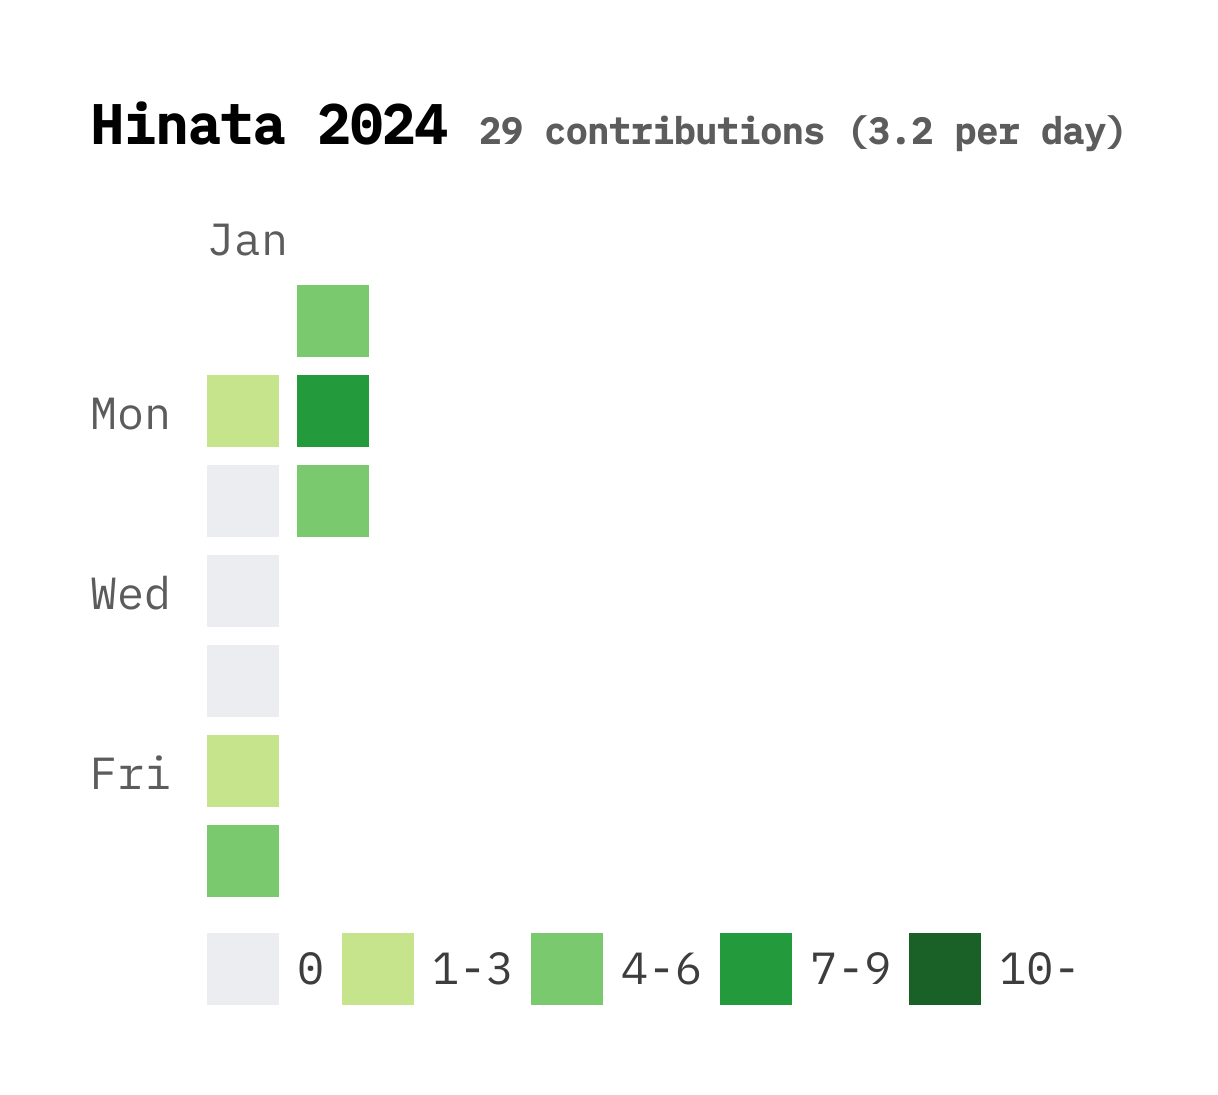 Hinata 2024 29 contributions (3.2 per day)
Jan
Mon
Wed
Fri
0 1-3 4-6 7-9 10-